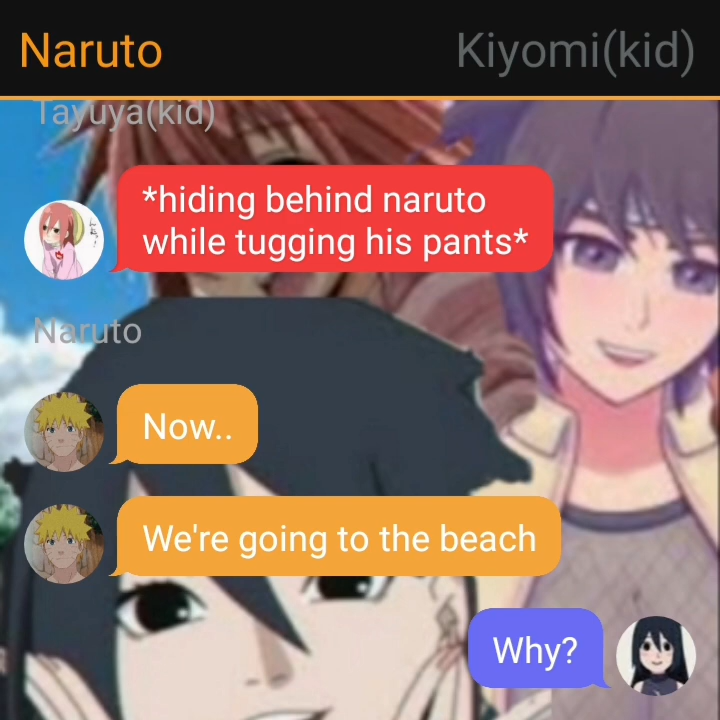 Naruto
Kiyomi(kid)
Tayuya(kid)
*hiding behind naruto
while tugging his pants*
Naruto
Now..
We're going to the beach
Why?